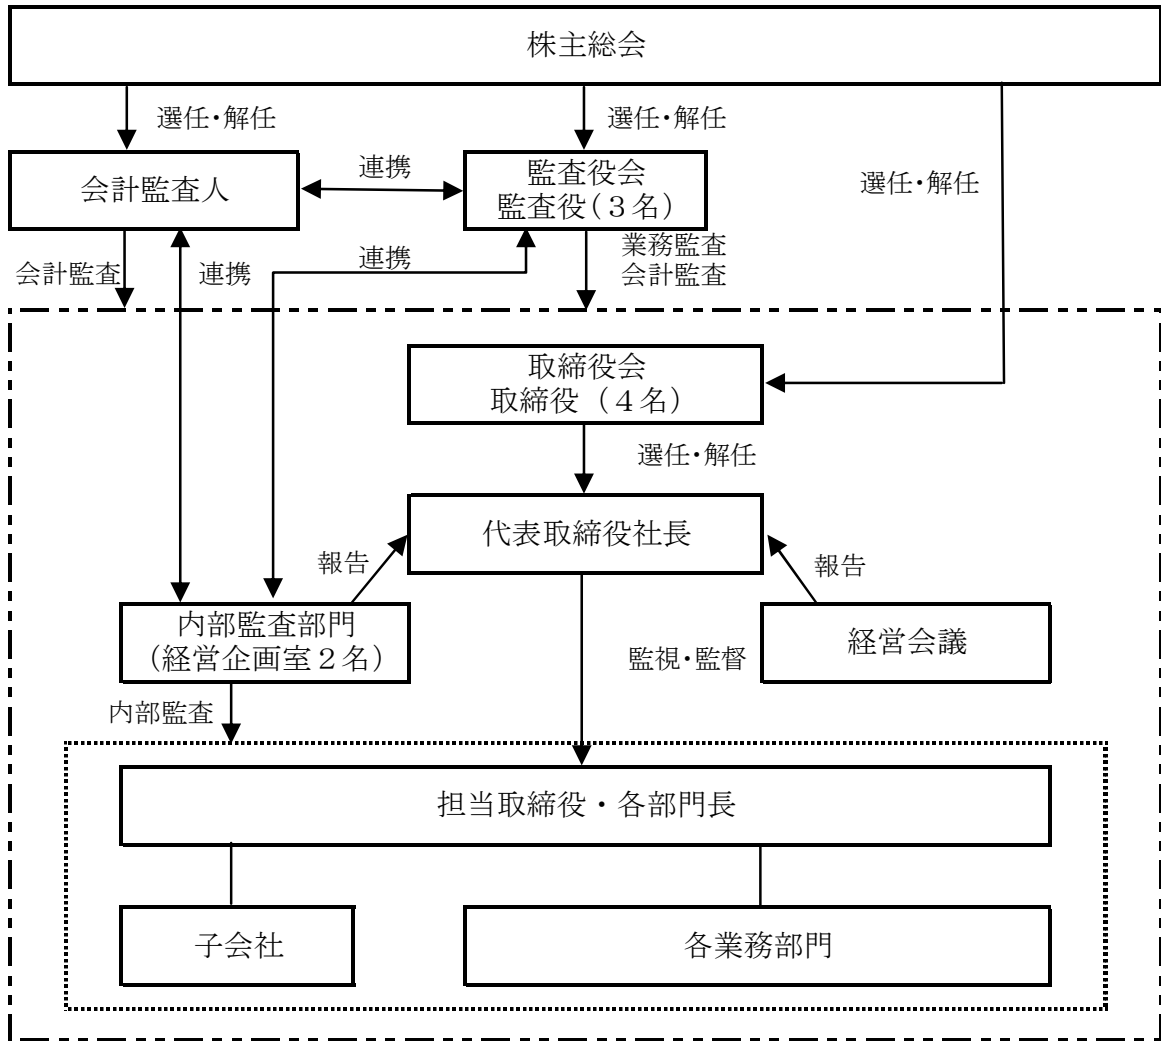 株主総会
選任・解任
選任・解任
選任・解任
会計監査人
連携
監査役会
監査役(３名)
会計監査
連携
連携
業務監査
会計監査
取締役会
取締役（４名）
選任・解任
代表取締役社長
報告
報告
内部監査部門
(経営企画室２名)
監視・監督
経営会議
内部監査
担当取締役・各部門長
子会社
各業務部門